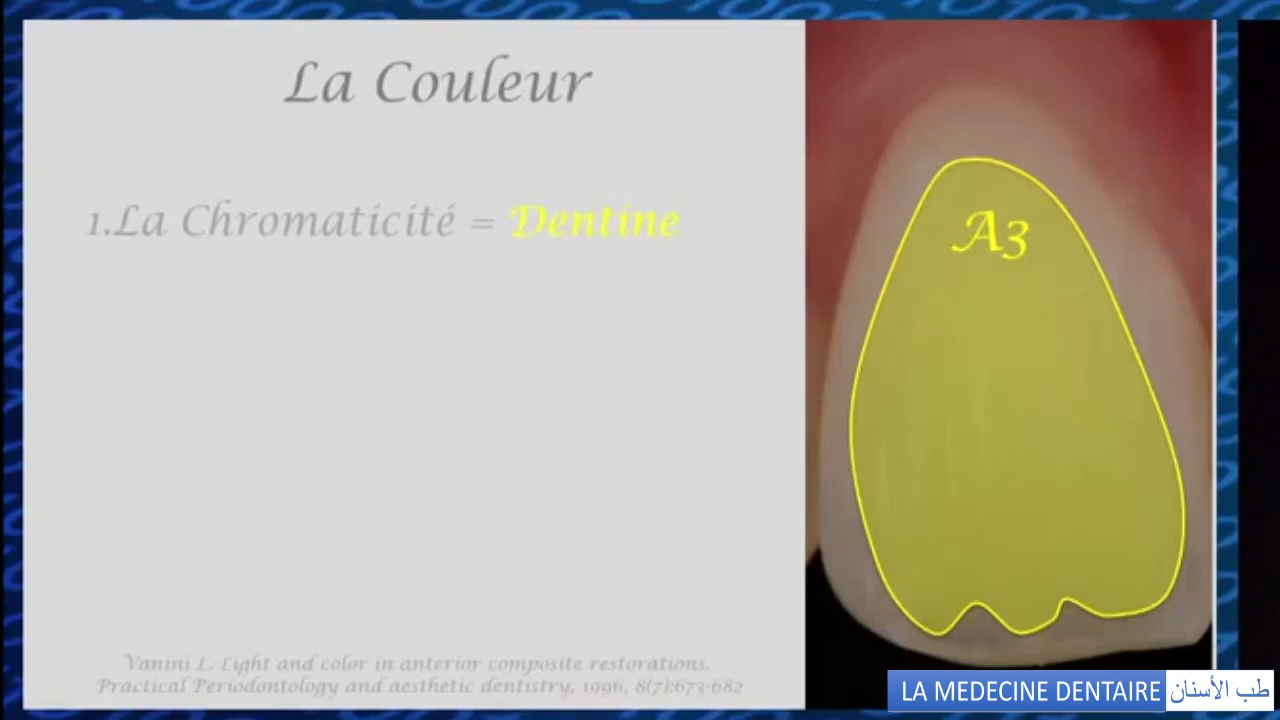 La Couleur
1.La Chromaticité = Dentine
A3
Vanini L. Light and color in anterior composite restorations.
Practical Periodontology and aesthetic dentistry, 1996, 8(7):673-682
LA MEDECINE DENTAIRE طب الأسنان